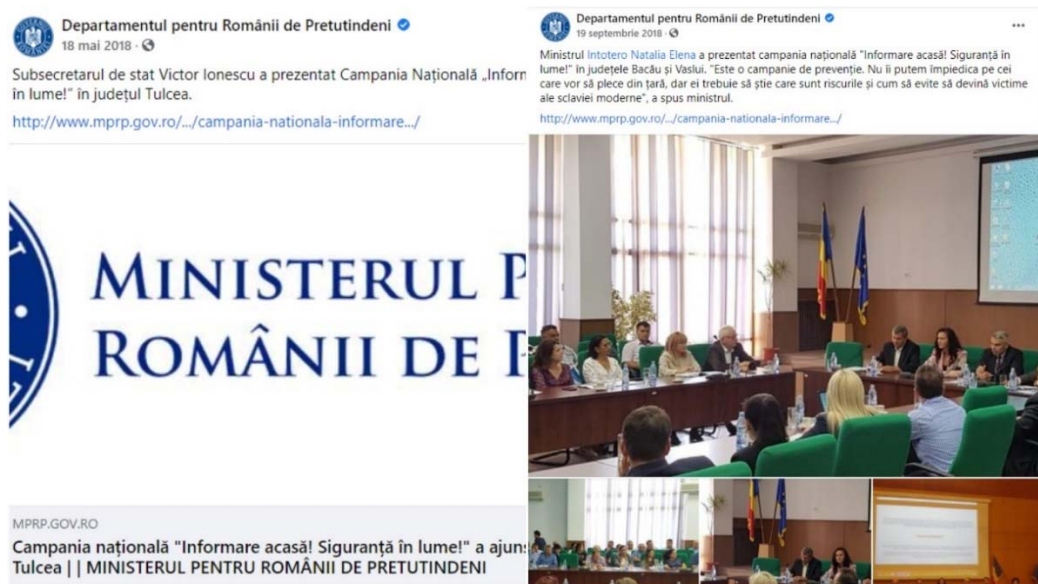 Departamentul pentru Românii de Pretutindeni
18 mai 2018 ·
Subsecretarul de stat Victor Ionescu a prezentat Campania Națională „Inform
în lume!" în județul Tulcea.
http://www.mprp.gov.ro/.../campania-nationala-informare.../
MINISTERUL P
ROMÂNII DE P
MPRP.GOV.RO
Campania națională "Informare acasă! Siguranță în lume!" a ajuns
Tulcea | | MINISTERUL PENTRU ROMÂNII DE PRETUTINDENI
Departamentul pentru Românii de Pretutindeni
19 septembrie 2018 ·
Ministrul Intotero Natalia Elena a prezentat campania națională "Informare acasă! Siguranță în
lume!" în județele Bacău și Vaslui. "Este o campanie de prevenție. Nu îi putem împiedica pe cei
care vor să plece din țară, dar ei trebuie să știe care sunt riscurile și cum să evite să devină victime
ale sclaviei moderne", a spus ministrul.
http://www.mprp.gov.ro/.../campania-nationala-informare.../